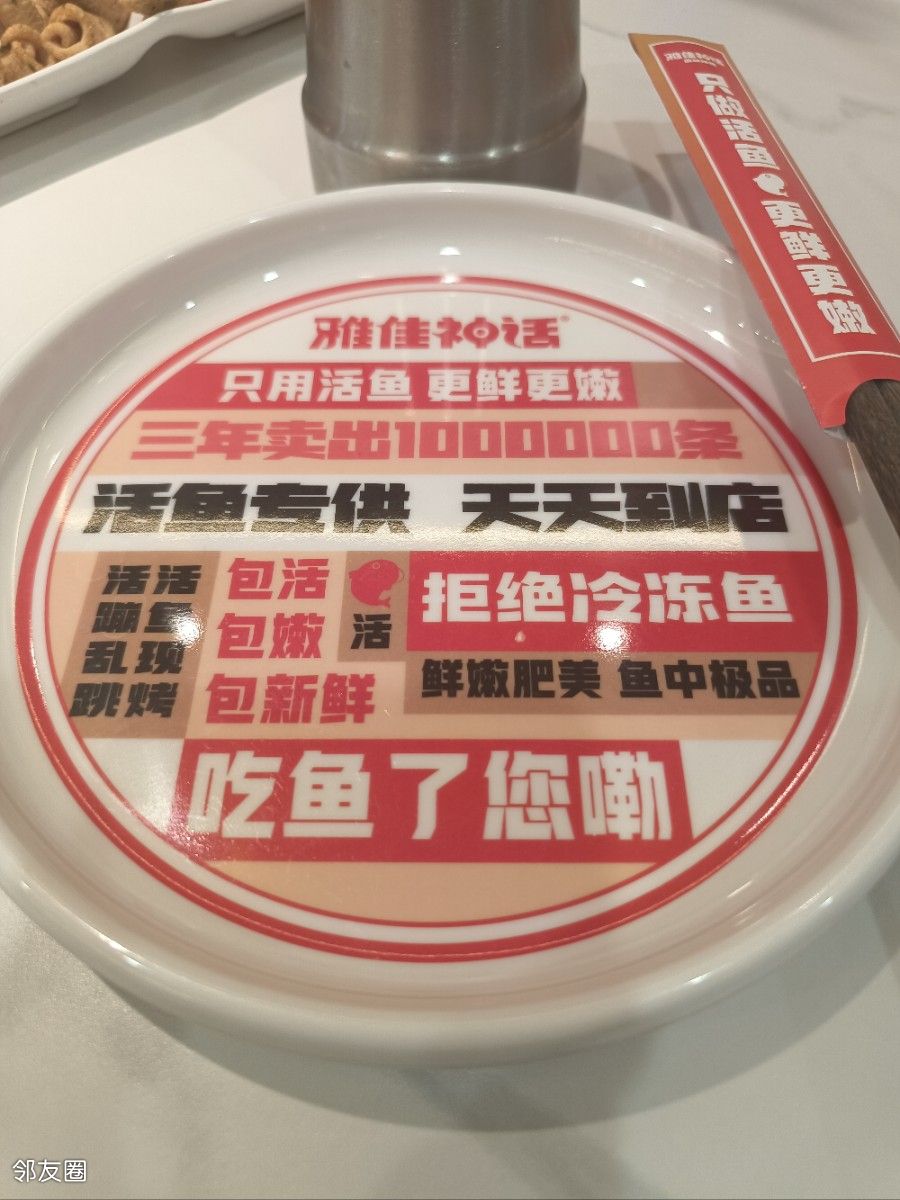 雅佳神话®
只用活鱼 更鲜更嫩
三年卖出1000000条
活鱼专供 天天到店
活活
蹦鱼
乱现
跳烤
包活
包嫩
包新鲜
活
拒绝冷冻鱼
鲜嫩肥美 鱼中极品
吃鱼了您嘞
雅佳神话
只做活鱼 更鲜更嫩
邻友圈